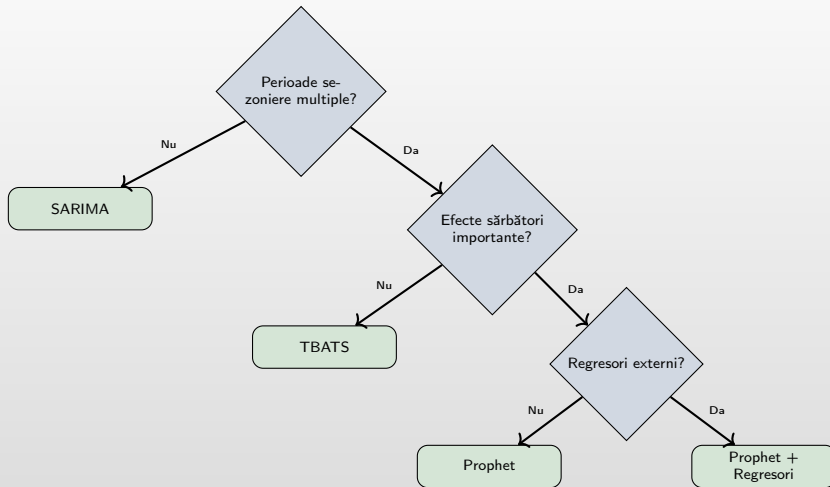 Perioade se-
zoniere multiple?
Nu
Da
SARIMA
Efecte sărbători
importante?
Nu
Da
TBATS
Regresori externi?
Nu
Da
Prophet
Prophet +
Regresori